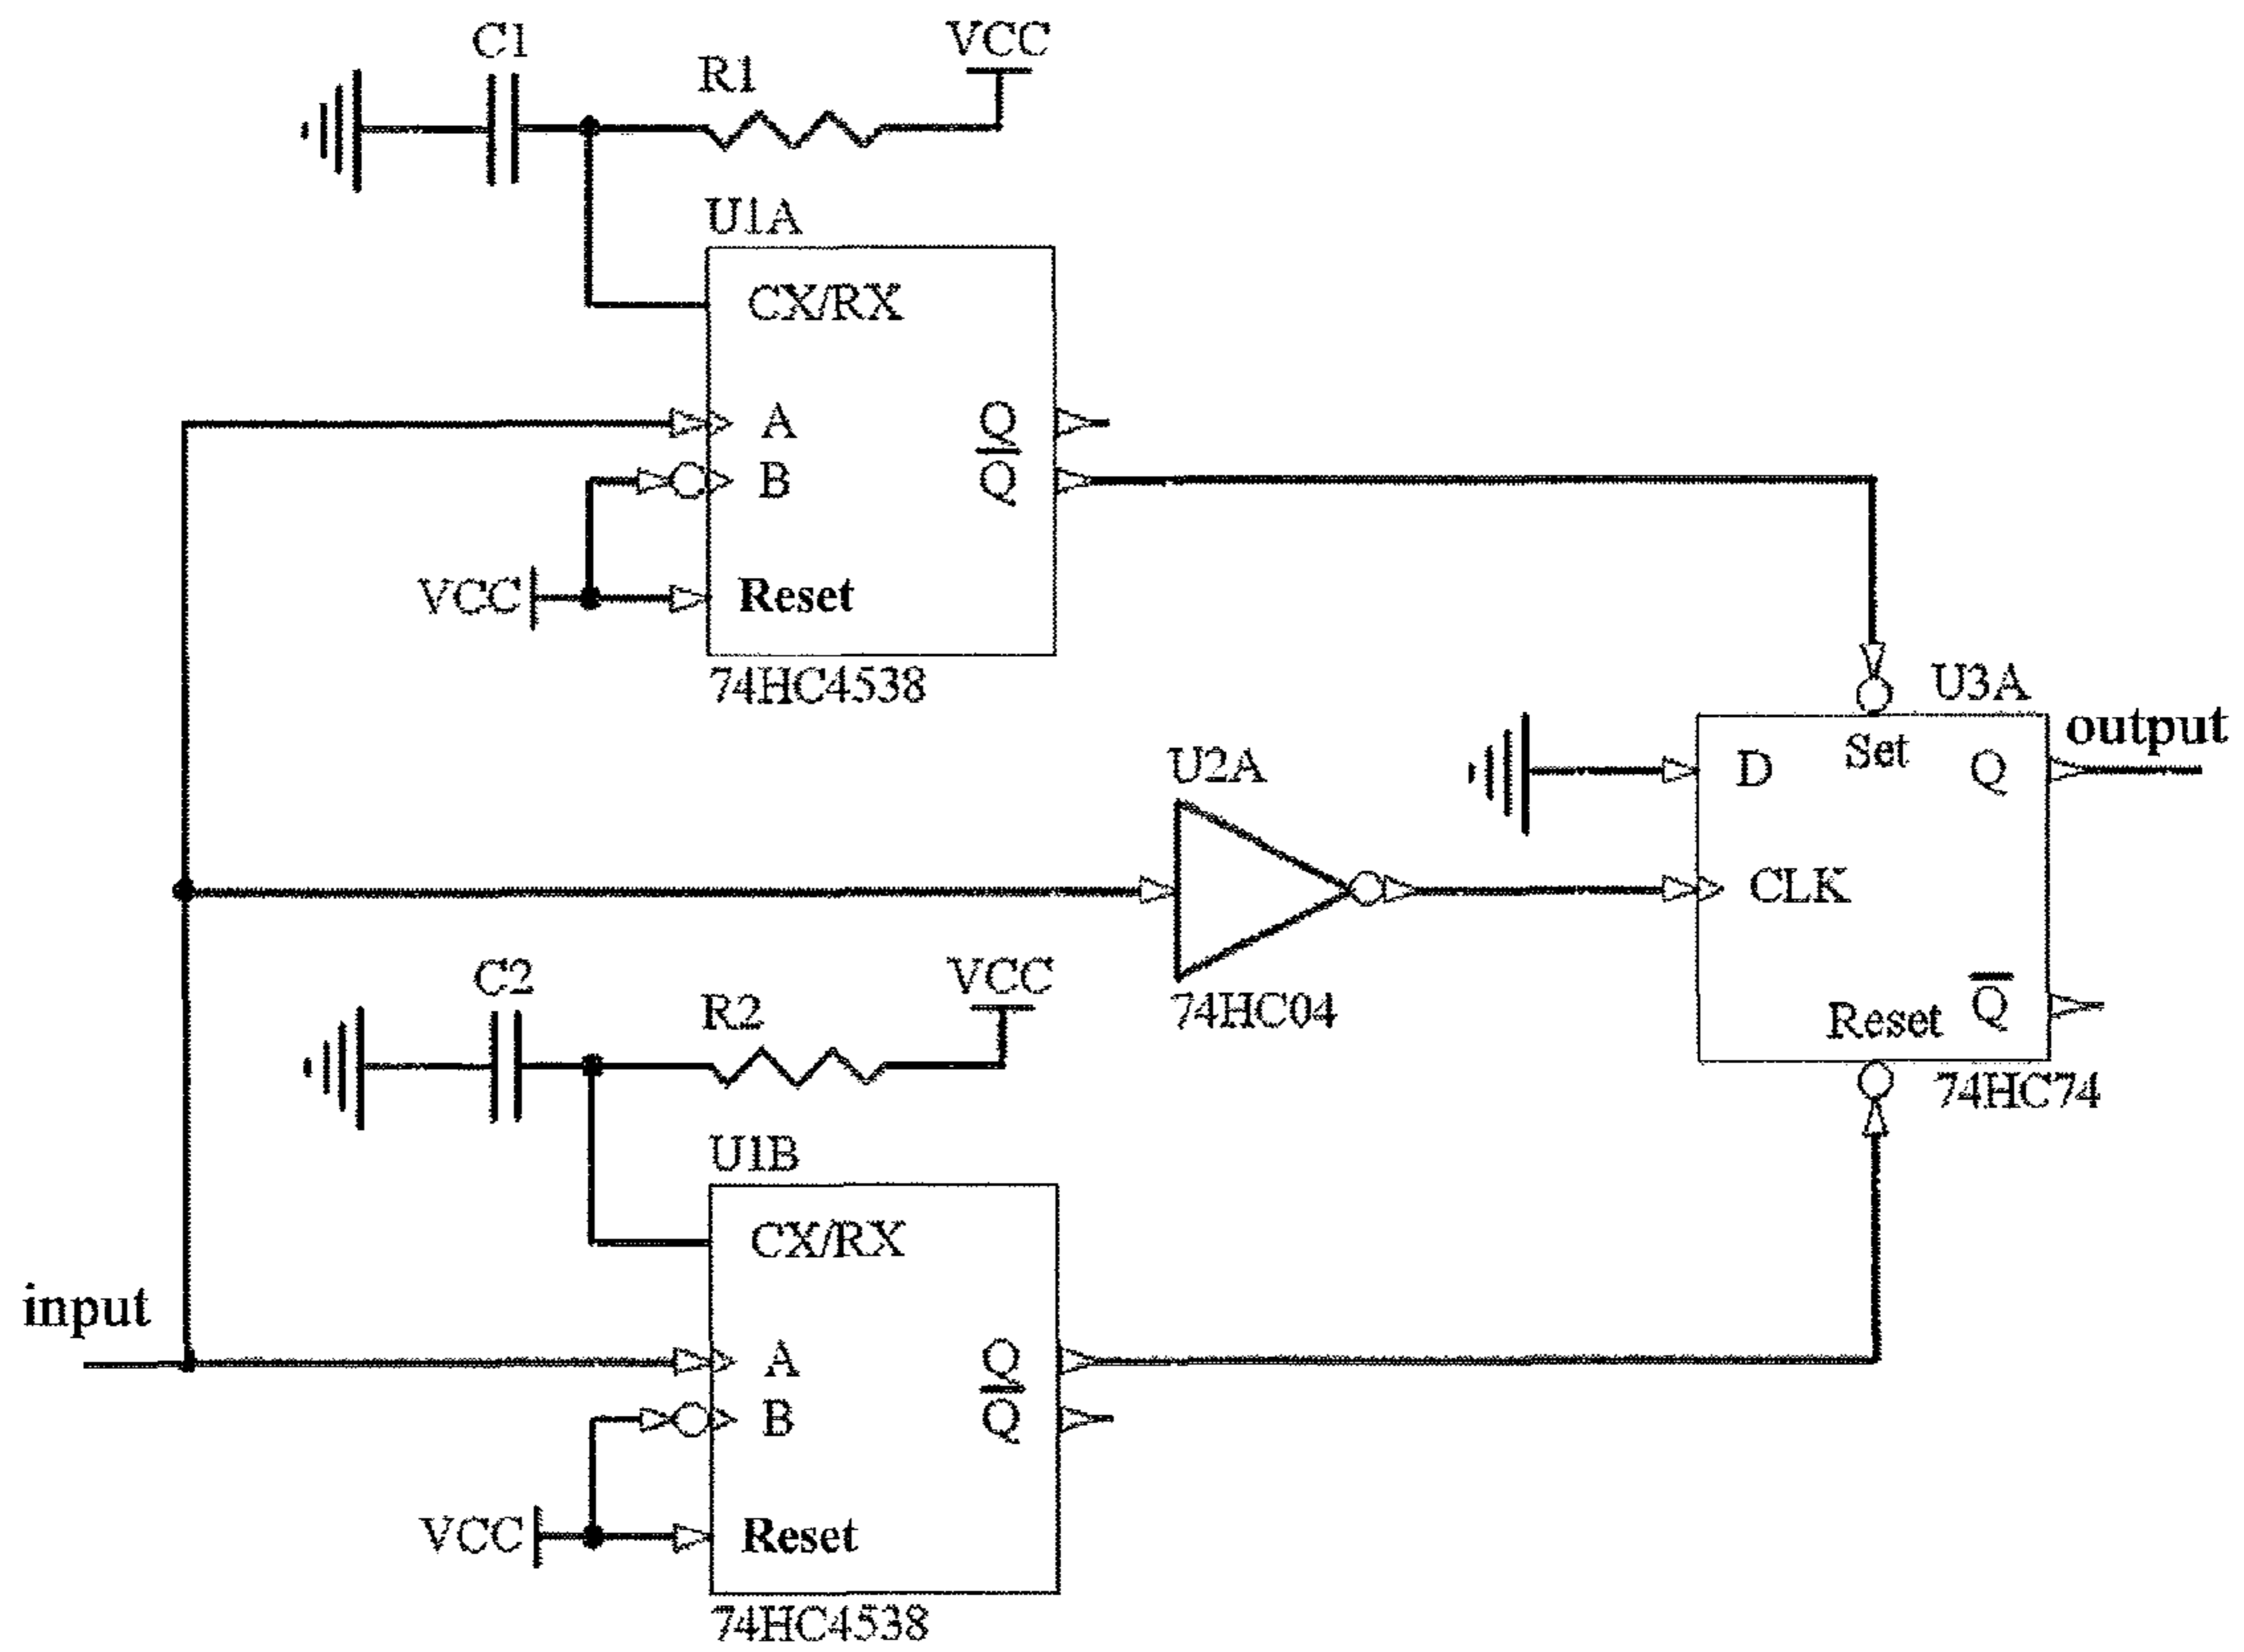 C1
R1
VCC
U1A
CX/RX
A
Q
B
Q
VCC
Reset
74HC4538
U3A
output
Set
D
Q
U2A
CLK
74HC04
Q
Reset
74HC74
C2
R2
VCC
U1B
CX/RX
input
A
Q
B
Q
VCC
Reset
74HC4538